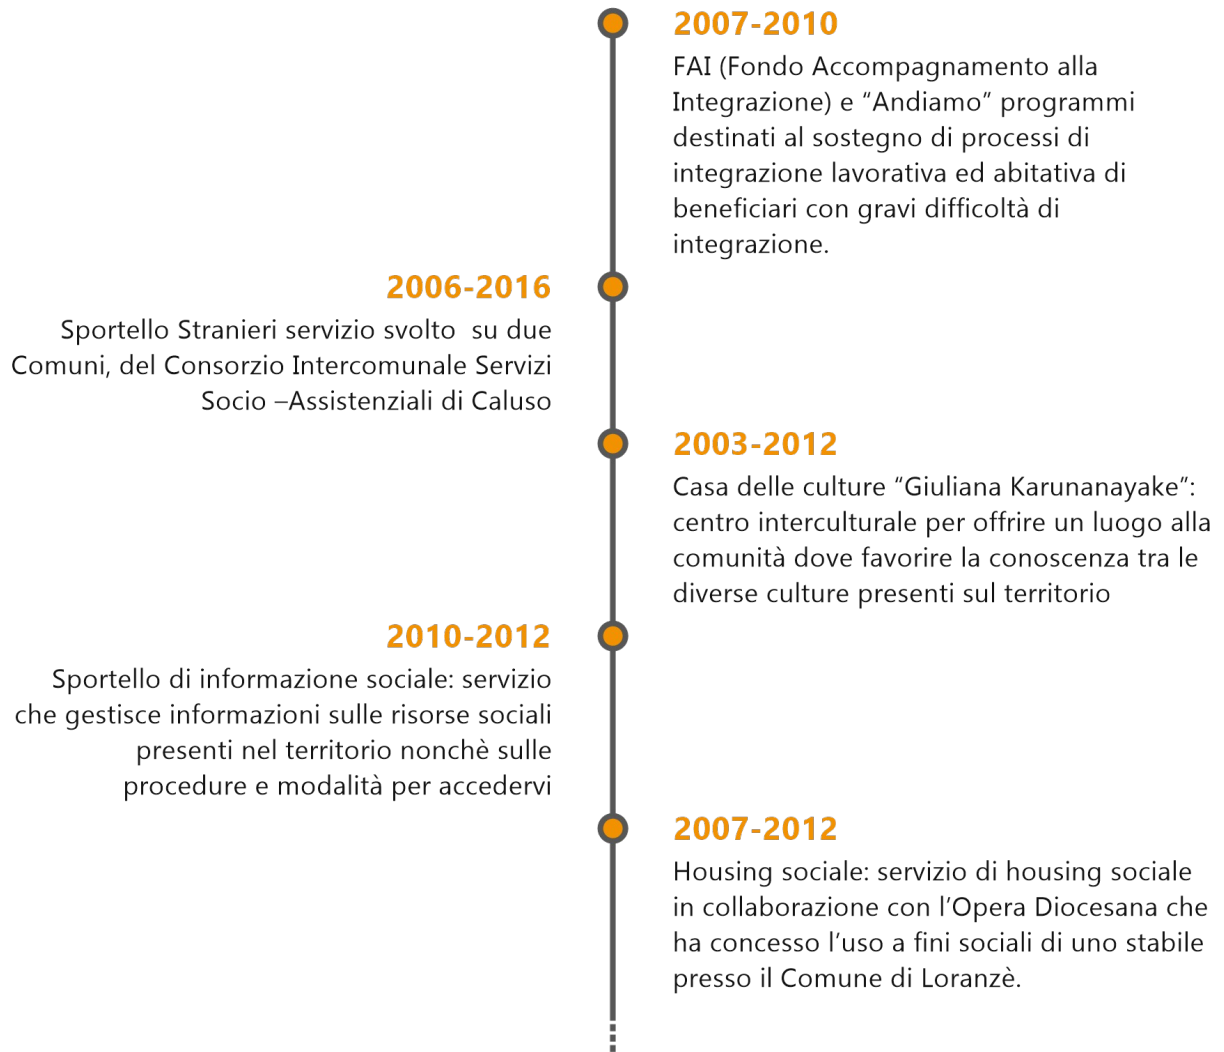 2007-2010
FAI (Fondo Accompagnamento alla
Integrazione) e “Andiamo” programmi
destinati al sostegno di processi di
integrazione lavorativa ed abitativa di
beneficiari con gravi difficoltà di
integrazione.
2006-2016
Sportello Stranieri servizio svolto  su due
Comuni, del Consorzio Intercomunale Servizi
Socio –Assistenziali di Caluso
2003-2012
Casa delle culture “Giuliana Karunanayake”:
centro interculturale per offrire un luogo alla
comunità dove favorire la conoscenza tra le
diverse culture presenti sul territorio
2010-2012
Sportello di informazione sociale: servizio
che gestisce informazioni sulle risorse sociali
presenti nel territorio nonchè sulle
procedure e modalità per accedervi
2007-2012
Housing sociale: servizio di housing sociale
in collaborazione con l’Opera Diocesana che
ha concesso l’uso a fini sociali di uno stabile
presso il Comune di Loranzè.